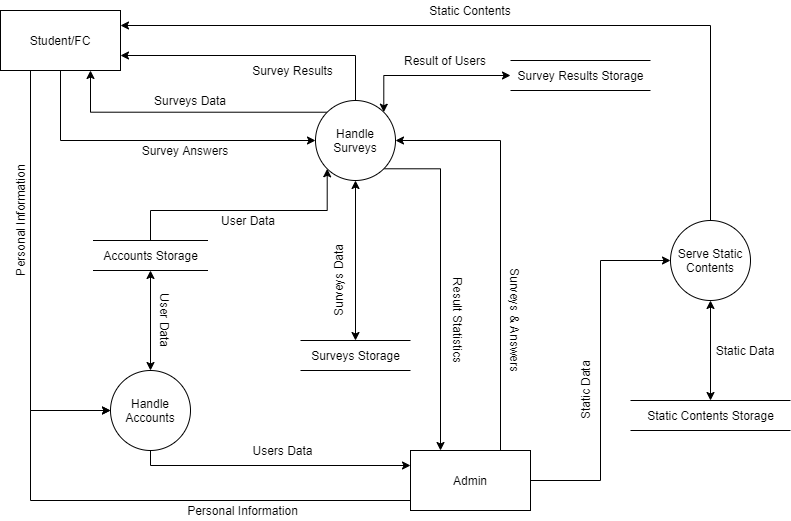 Static Contents
Student/FC
Survey Results
Result of Users
Survey Results Storage
Surveys Data
Handle
Surveys
Survey Answers
Personal Information
User Data
Accounts Storage
Serve Static
Contents
User Data
Surveys Data
Result Statistics
Surveys & Answers
Surveys Storage
Static Data
Static Data
Handle
Accounts
Static Contents Storage
Users Data
Admin
Personal Information